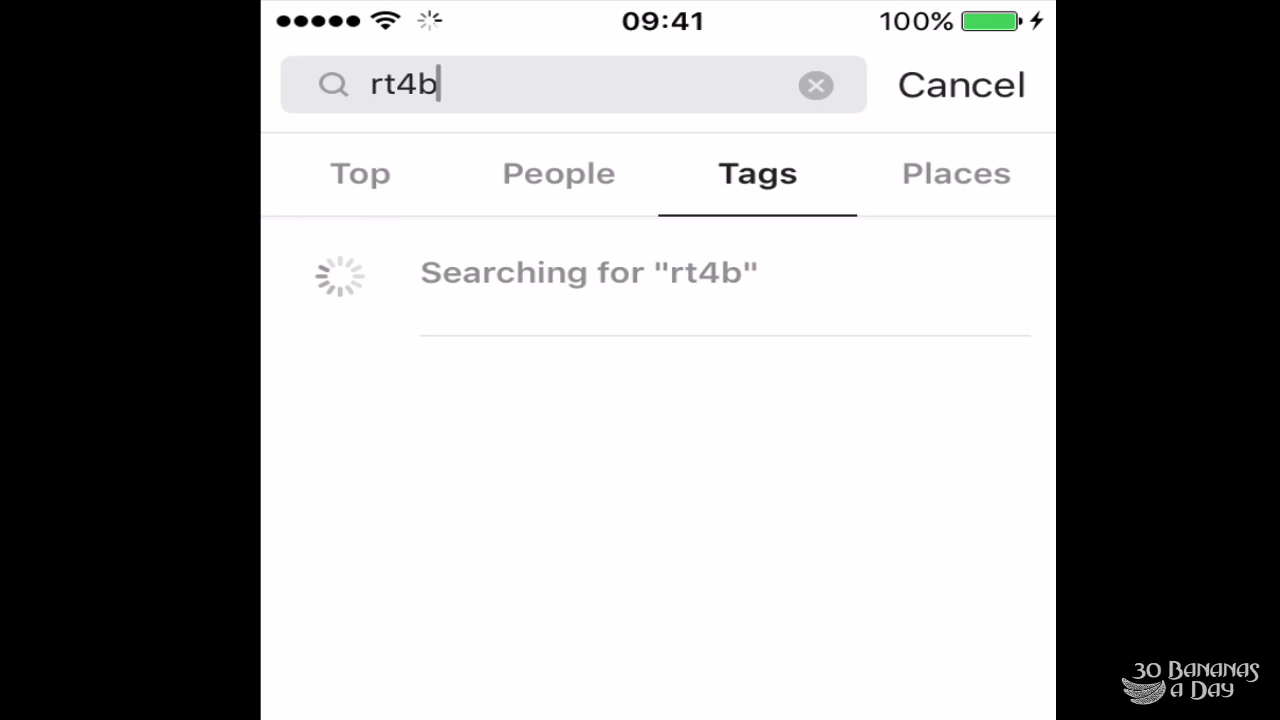 09:41
100%
rt4b
Cancel
Top
People
Tags
Places
Searching for "rt4b"
30 BANANAS
A DAY